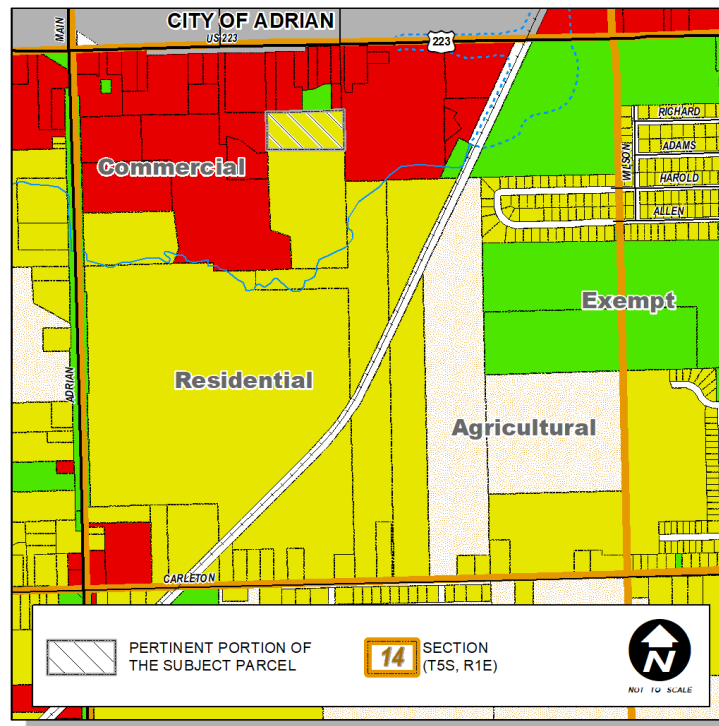 CITY OF ADRIAN
MAIN
US 223
223
RICHARD
ADAMS
WILSON
HAROLD
ALLEN
Commercial
Exempt
Residential
ADRIAN
Agricultural
CARLETON
PERTINENT PORTION OF
THE SUBJECT PARCEL
14
SECTION
(T5S, R1E)
N
NOT TO SCALE